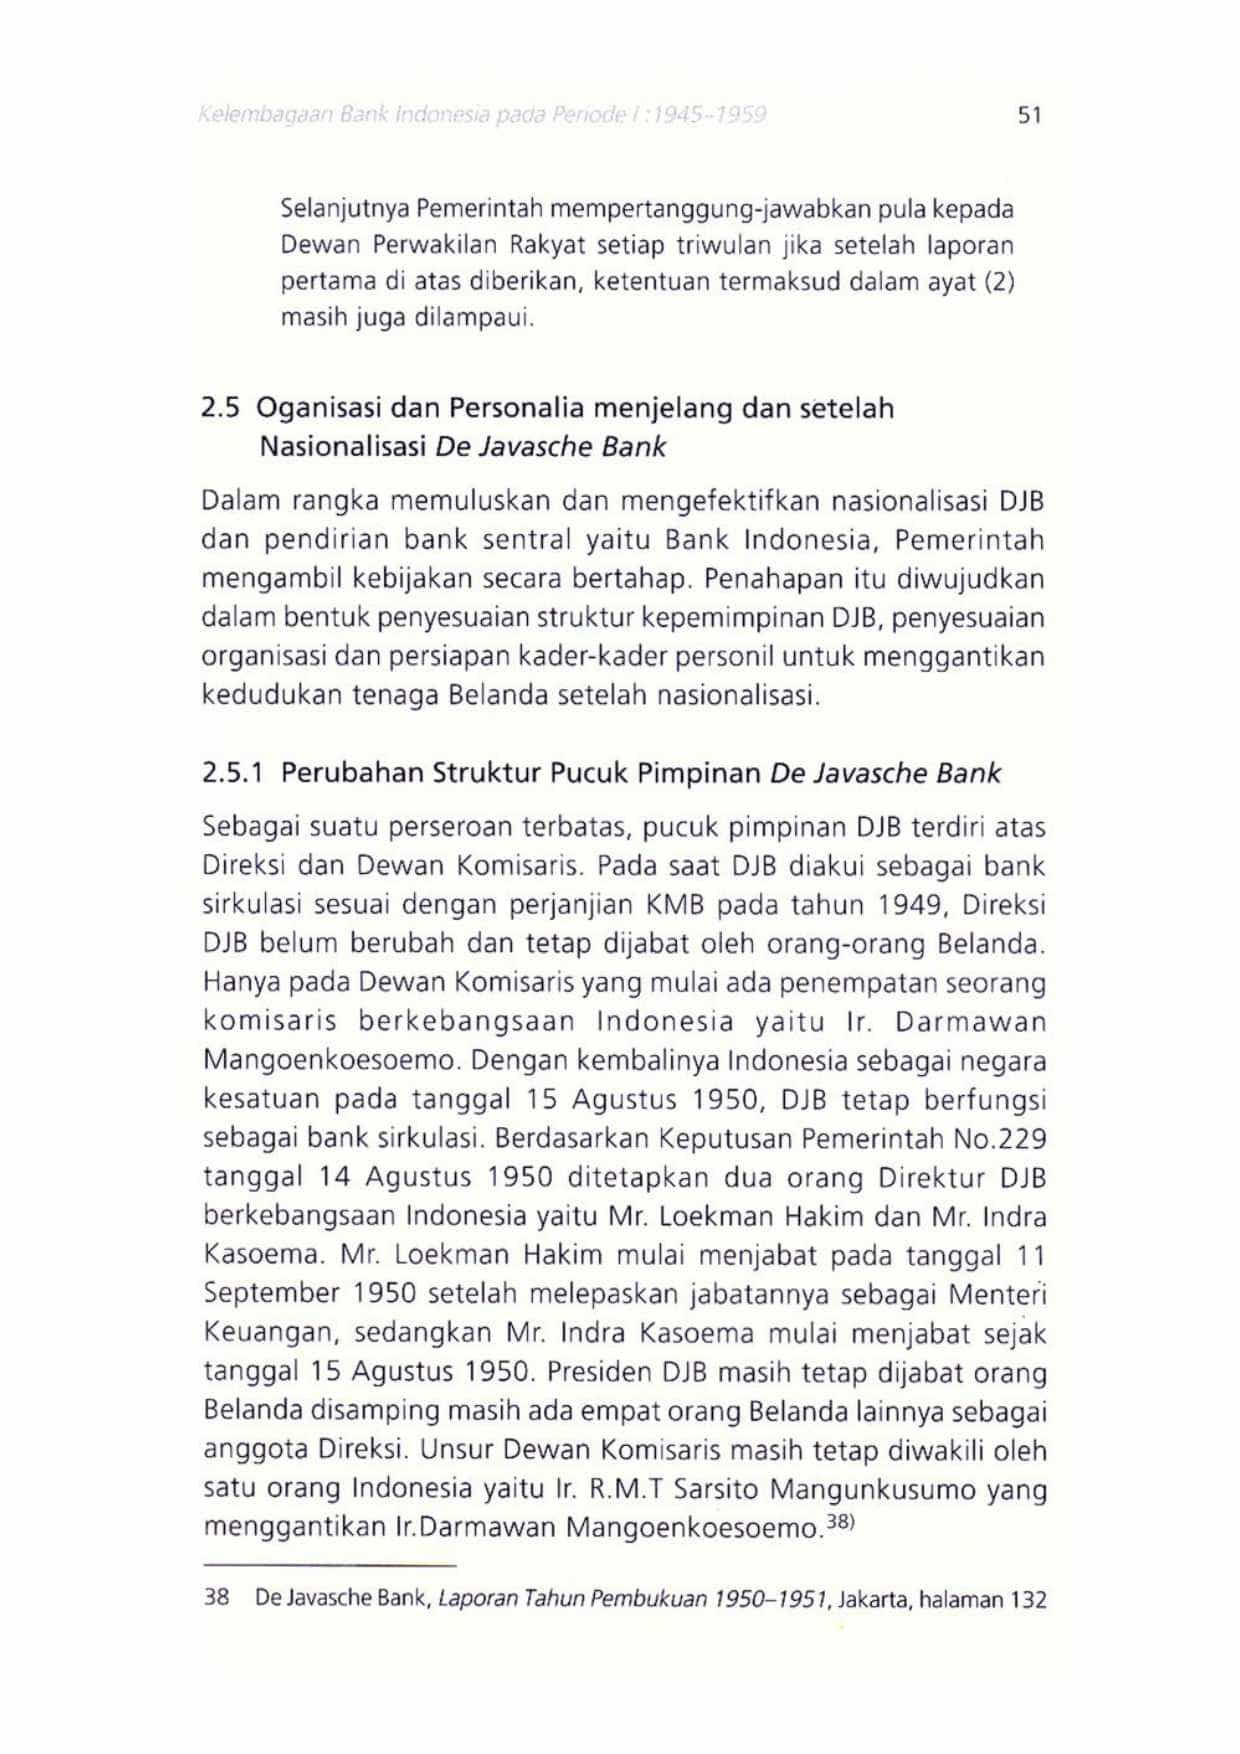 Kelembagaan Bank Indonesia pada Periode I :1945–1959 51
Selanjutnya Pemerintah mempertanggung-jawabkan pula kepada
Dewan Perwakilan Rakyat setiap triwulan jika setelah laporan
pertama di atas diberikan, ketentuan termaksud dalam ayat (2)
masih juga dilampaui.
2.5 Oganisasi dan Personalia menjelang dan setelah
Nasionalisasi De Javasche Bank
Dalam rangka memuluskan dan mengefektifkan nasionalisasi DJB
dan pendirian bank sentral yaitu Bank Indonesia, Pemerintah
mengambil kebijakan secara bertahap. Penahapan itu diwujudkan
dalam bentuk penyesuaian struktur kepemimpinan DJB, penyesuaian
organisasi dan persiapan kader-kader personil untuk menggantikan
kedudukan tenaga Belanda setelah nasionalisasi.
2.5.1 Perubahan Struktur Pucuk Pimpinan De Javasche Bank
Sebagai suatu perseroan terbatas, pucuk pimpinan DJB terdiri atas
Direksi dan Dewan Komisaris. Pada saat DJB diakui sebagai bank
sirkulasi sesuai dengan perjanjian KMB pada tahun 1949, Direksi
DJB belum berubah dan tetap dijabat oleh orang-orang Belanda.
Hanya pada Dewan Komisaris yang mulai ada penempatan seorang
komisaris berkebangsaan Indonesia yaitu Ir. Darmawan
Mangoenkoesoemo. Dengan kembalinya Indonesia sebagai negara
kesatuan pada tanggal 15 Agustus 1950, DJB tetap berfungsi
sebagai bank sirkulasi. Berdasarkan Keputusan Pemerintah No.229
tanggal 14 Agustus 1950 ditetapkan dua orang Direktur DJB
berkebangsaan Indonesia yaitu Mr. Loekman Hakim dan Mr. Indra
Kasoema. Mr. Loekman Hakim mulai menjabat pada tanggal 11
September 1950 setelah melepaskan jabatannya sebagai Menteri
Keuangan, sedangkan Mr. Indra Kasoema mulai menjabat sejak
tanggal 15 Agustus 1950. Presiden DJB masih tetap dijabat orang
Belanda disamping masih ada empat orang Belanda lainnya sebagai
anggota Direksi. Unsur Dewan Komisaris masih tetap diwakili oleh
satu orang Indonesia yaitu Ir. R.M.T Sarsito Mangunkusumo yang
menggantikan Ir.Darmawan Mangoenkoesoemo.38)
38 De Javasche Bank, Laporan Tahun Pembukuan 1950–1951, Jakarta, halaman 132